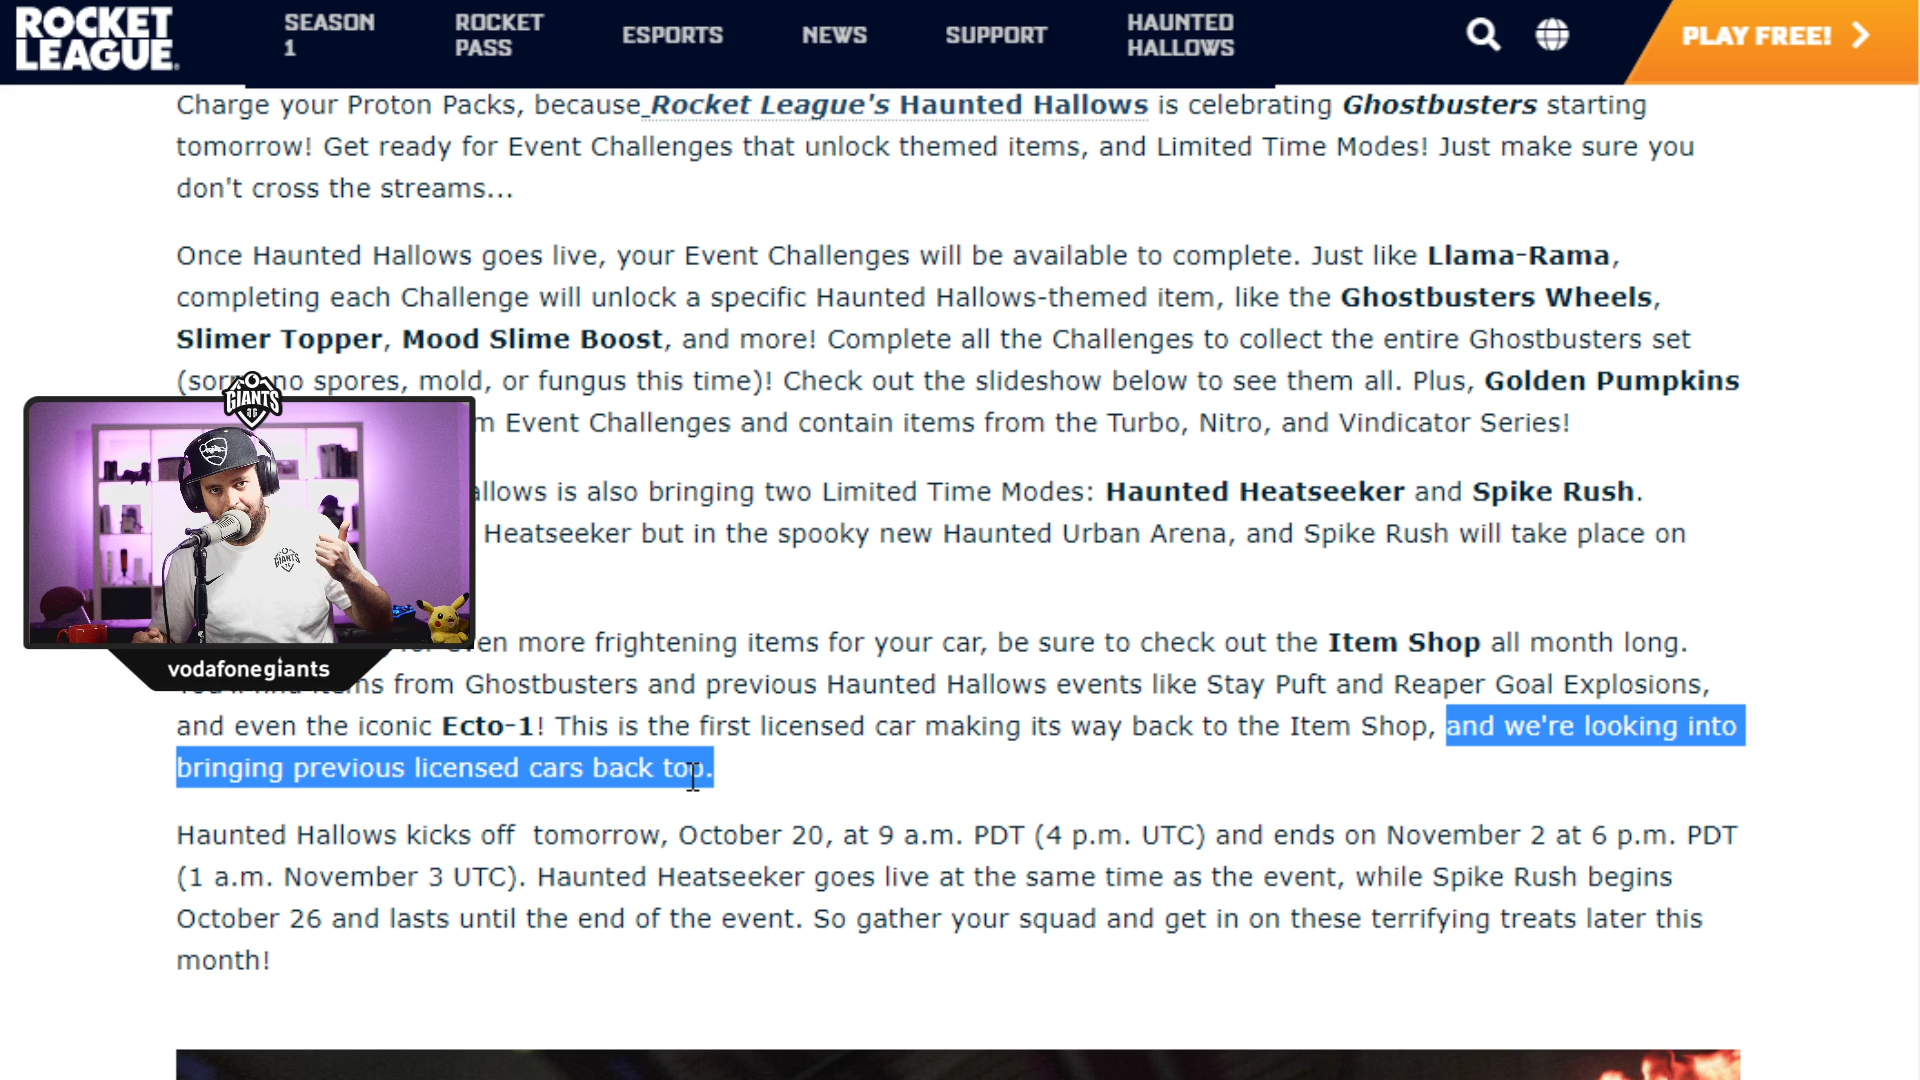 ROCKET
LEAGUE
SEASON
1
ROCKET
PASS
ESPORTS
NEWS
SUPPORT
HAUNTED
HALLOWS
PLAY FREE!
Charge your Proton Packs, because Rocket League's Haunted Hallows is celebrating Ghostbusters starting
tomorrow! Get ready for Event Challenges that unlock themed items, and Limited Time Modes! Just make sure you
don't cross the streams...
Once Haunted Hallows goes live, your Event Challenges will be available to complete. Just like Llama-Rama,
completing each Challenge will unlock a specific Haunted Hallows-themed item, like the Ghostbusters Wheels,
Slimer Topper, Mood Slime Boost, and more! Complete all the Challenges to collect the entire Ghostbusters set
no spores, mold, or fungus this time)! Check out the slideshow below to see them all. Plus, Golden Pumpkins
Event Challenges and contain items from the Turbo, Nitro, and Vindicator Series!
is also bringing two Limited Time Modes: Haunted Heatseeker and Spike Rush.
Heatseeker but in the spooky new Haunted Urban Arena, and Spike Rush will take place on
more frightening items for your car, be sure to check out the Item Shop all month long.
from Ghostbusters and previous Haunted Hallows events like Stay Puft and Reaper Goal Explosions,
and even the iconic Ecto-1! This is the first licensed car making its way back to the Item Shop, and we're looking into
bringing previous licensed cars back too.
Haunted Hallows kicks off tomorrow, October 20, at 9 a.m. PDT (4 p.m. UTC) and ends on November 2 at 6 p.m. PDT
(1 a.m. November 3 UTC). Haunted Heatseeker goes live at the same time as the event, while Spike Rush begins
October 26 and lasts until the end of the event. So gather your squad and get in on these terrifying treats later this
month!
GIANTS
GIANTS
vodafonegiants